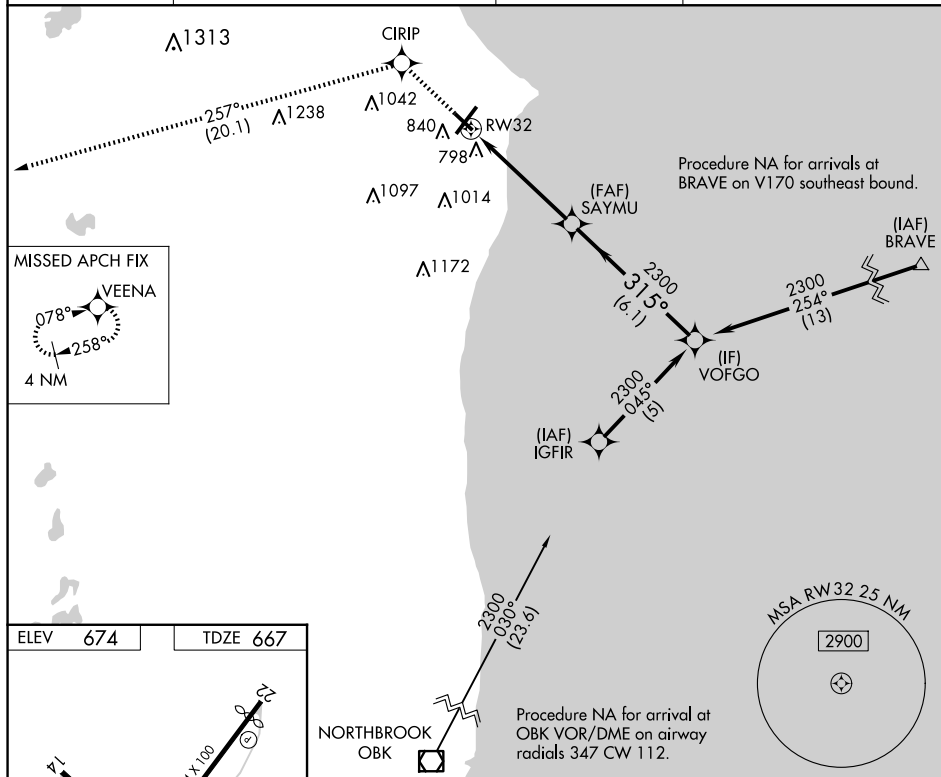 1313
CIRIP
257°
(20.1)
1238
1042
840
RW32
798
Procedure NA for arrivals at
BRAVE on V170 southeast bound.
1097
1014
(FAF)
SAYMU
(IAF)
BRAVE
MISSED APCH FIX
VEENA
078°
258°
4 NM
1172
2300
315°
(6.1)
2300
254°
(13)
(IF)
VOFGO
2300
045°
(5)
(IAF)
IGFIR
2300
030°
(23.6)
MSA RW32 25 NM
2900
ELEV 674
TDZE 667
22
P
X 100
14
NORTHBROOK
OBK
Procedure NA for arrival at
OBK VOR/DME on airway
radials 347 CW 112.